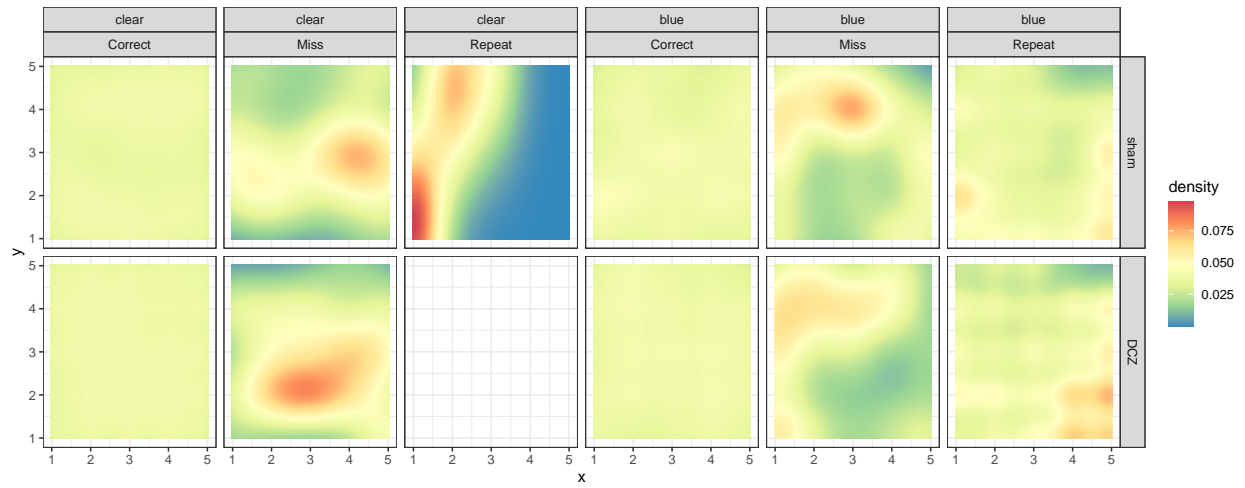 clear clear clear blue blue blue
Correct Miss Repeat Correct Miss Repeat
5
4
3
2
1
sham
5
4
3
2
1
DCZ
y
1 2 3 4 5 1 2 3 4 5 1 2 3 4 5 1 2 3 4 5 1 2 3 4 5 1 2 3 4 5
x
density
0.075
0.050
0.025